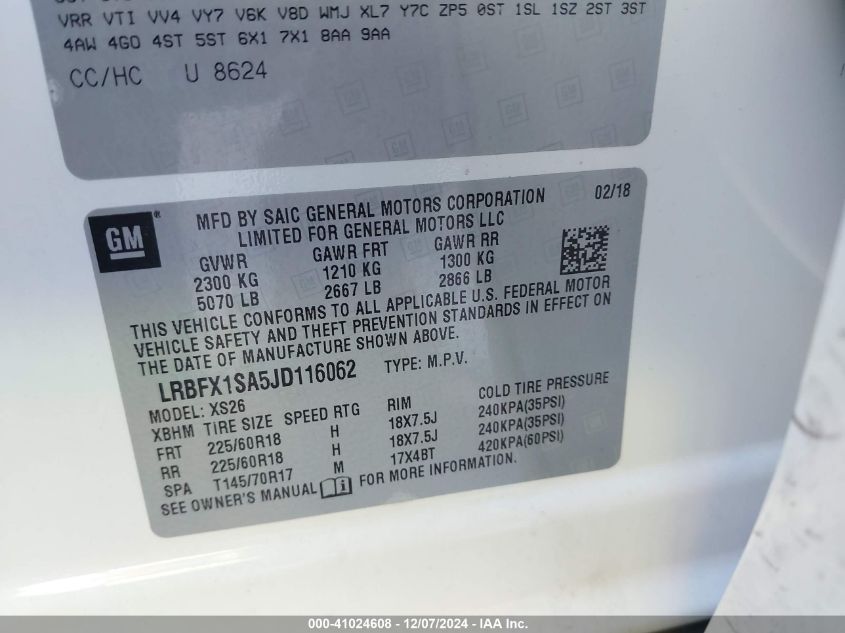 VRR VTI VV4 VY7 V6K V8D WMJ XL7 Y7C ZP5 0ST 1SL 1SZ 2ST 3ST
4AW 4G0 4ST 5ST 6X1 7X1 8AA 9AA
CC/HC U 8624
GM
MFD BY SAIC GENERAL MOTORS CORPORATION 02/18
LIMITED FOR GENERAL MOTORS LLC
GVWR GAWR FRT GAWR RR
2300 KG 1210 KG 1300 KG
5070 LB 2667 LB 2866 LB
THIS VEHICLE CONFORMS TO ALL APPLICABLE U.S. FEDERAL MOTOR
VEHICLE SAFETY AND THEFT PREVENTION STANDARDS IN EFFECT ON
THE DATE OF MANUFACTURE SHOWN ABOVE.
LRBFX1SA5JD116062 TYPE: M.P.V.
MODEL: XS26
XBHM TIRE SIZE SPEED RTG RIM COLD TIRE PRESSURE
FRT 225/60R18 H 18X7.5J 240KPA(35PSI)
RR 225/60R18 H 18X7.5J 240KPA(35PSI)
SPA T145/70R17 M 17X4BT 420KPA(60PSI)
SEE OWNER'S MANUAL FOR MORE INFORMATION.
000-41024608 - 12/07/2024 - IAA Inc.